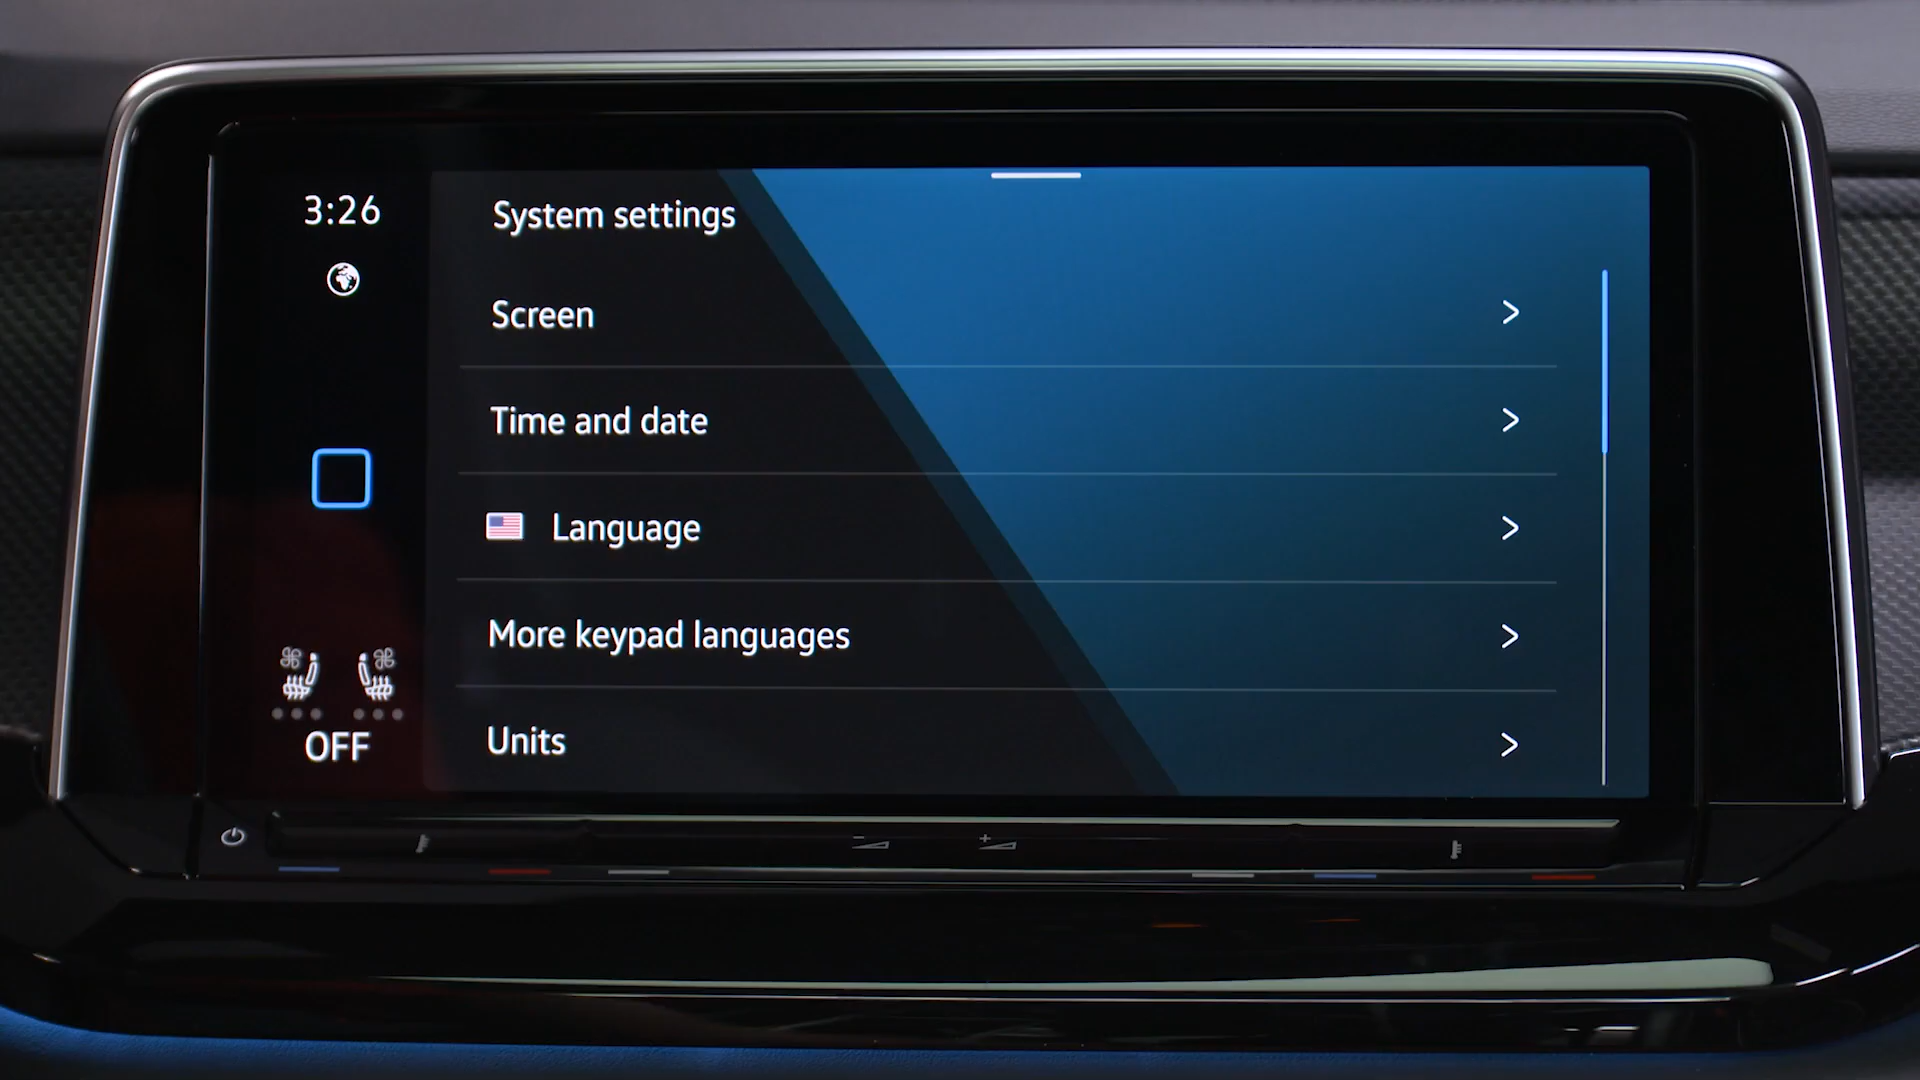 3:26
System settings
Screen
Time and date
Language
More keypad languages
Units
OFF